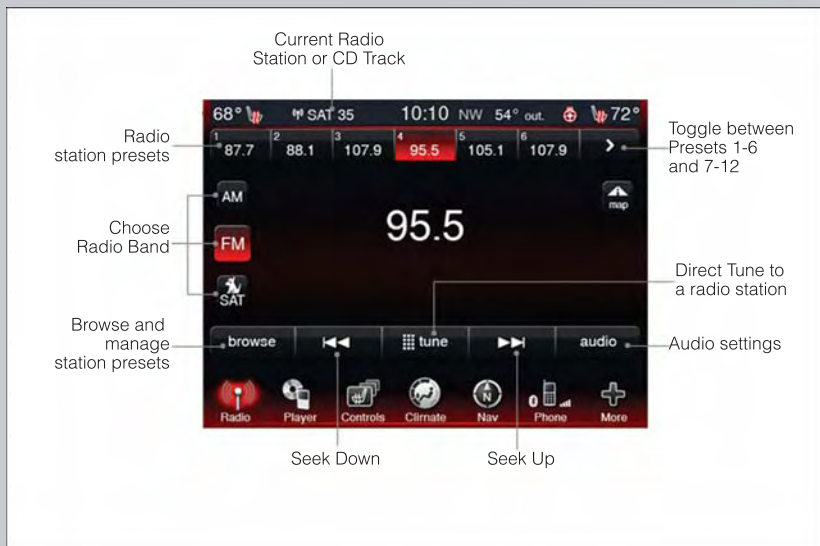 Current Radio
Station or CD Track
68° SAT 35 10:10 NW 54° out. 72°
Radio
station presets
1 87.7 2 88.1 3 107.9 4 95.5 5 105.1 6 107.9 >
Toggle between
Presets 1-6
and 7-12
AM
map
Choose
Radio Band
FM
95.5
SAT
Direct Tune to
a radio station
Browse and
manage
station presets
browse tune audio
Audio settings
Radio Player Controls Climate N Nav Phone More
Seek Down Seek Up